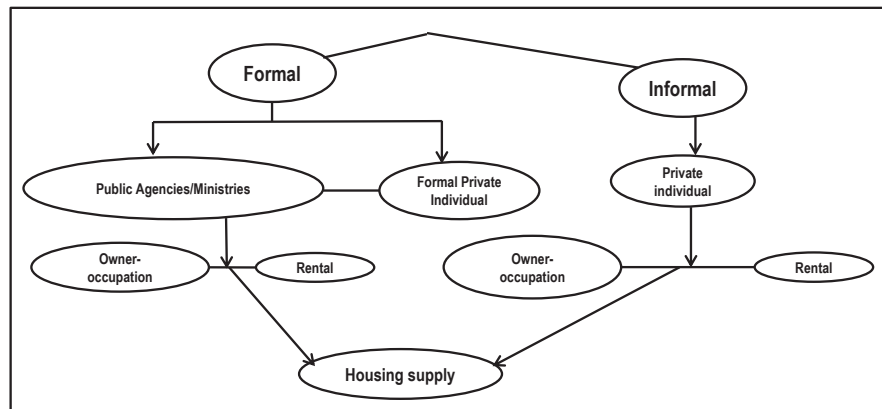 Formal
Informal
Public Agencies/Ministries
Formal Private
Individual
Private
individual
Owner-
occupation
Rental
Owner-
occupation
Rental
Housing supply